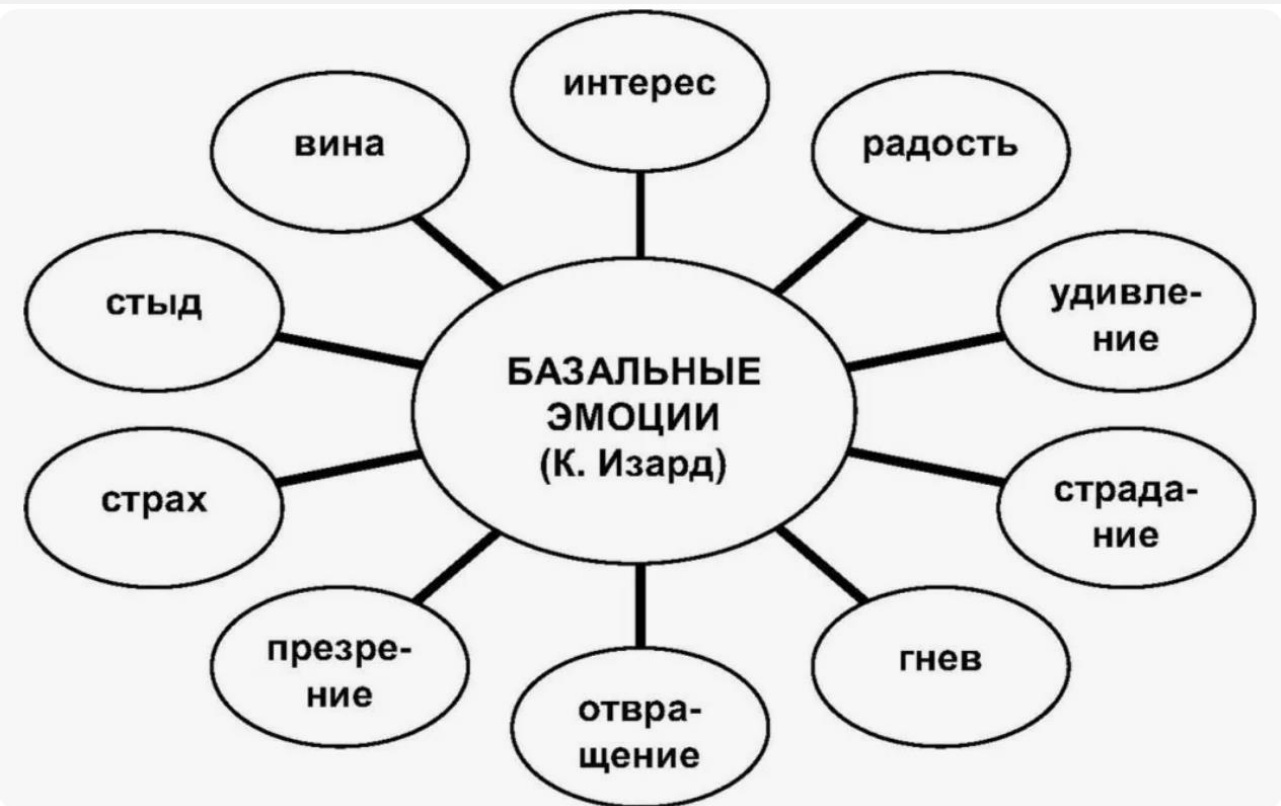 интерес
вина
радость
стыд
удивле-
ние
БАЗАЛЬНЫЕ
ЭМОЦИИ
(К. Изард)
страх
страда-
ние
презре-
ние
гнев
отвра-
щение